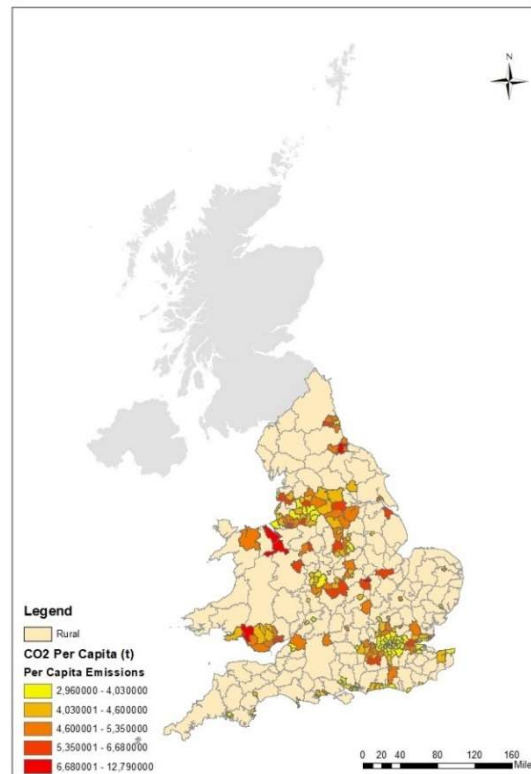 N
Legend
Rural
CO2 Per Capita (t)
Per Capita Emissions
2,960000 - 4,030000
4,030001 - 4,600000
4,600001 - 5,350000
5,350001 - 6,680000
6,680001 - 12,790000
0 20 40 80 120 160
Mile